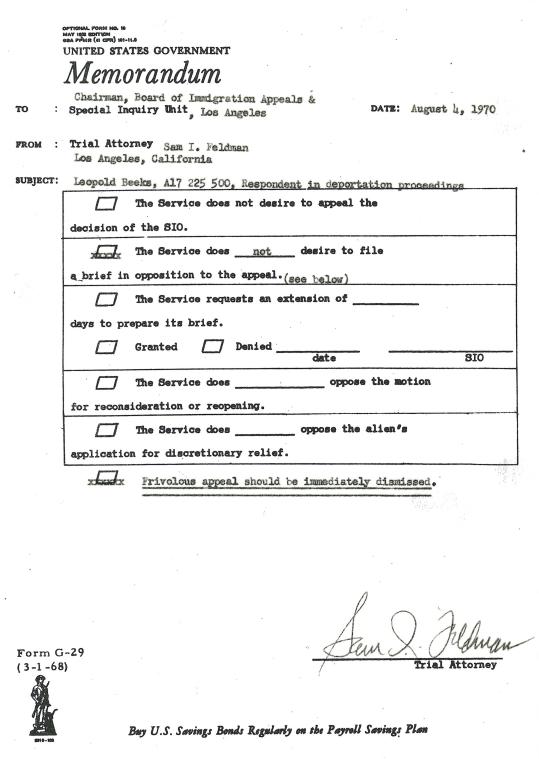 OPTIONAL FORM NO. 10
MAY 1962 EDITION
GSA FPMR (41 CFR) 101-11.6
UNITED STATES GOVERNMENT
Memorandum
Chairman, Board of Immigration Appeals &
TO : Special Inquiry Unit, Los Angeles DATE: August 4, 1970
FROM : Trial Attorney Sam I. Feldman
Los Angeles, California
SUBJECT: Leopold Beeks, A17 225 500, Respondent in deportation proceedings
The Service does not desire to appeal the
decision of the SIO.
xxxxx The Service does not desire to file
a brief in opposition to the appeal.(see below)
The Service requests an extension of
days to prepare its brief.
Granted Denied
date SIO
The Service does oppose the motion
for reconsideration or reopening.
The Service does oppose the alien's
application for discretionary relief.
xxxxx Frivolous appeal should be immediately dismissed.
Sam I. Feldman
Trial Attorney
Form G-29
(3-1-68)
Buy U.S. Savings Bonds Regularly on the Payroll Savings Plan